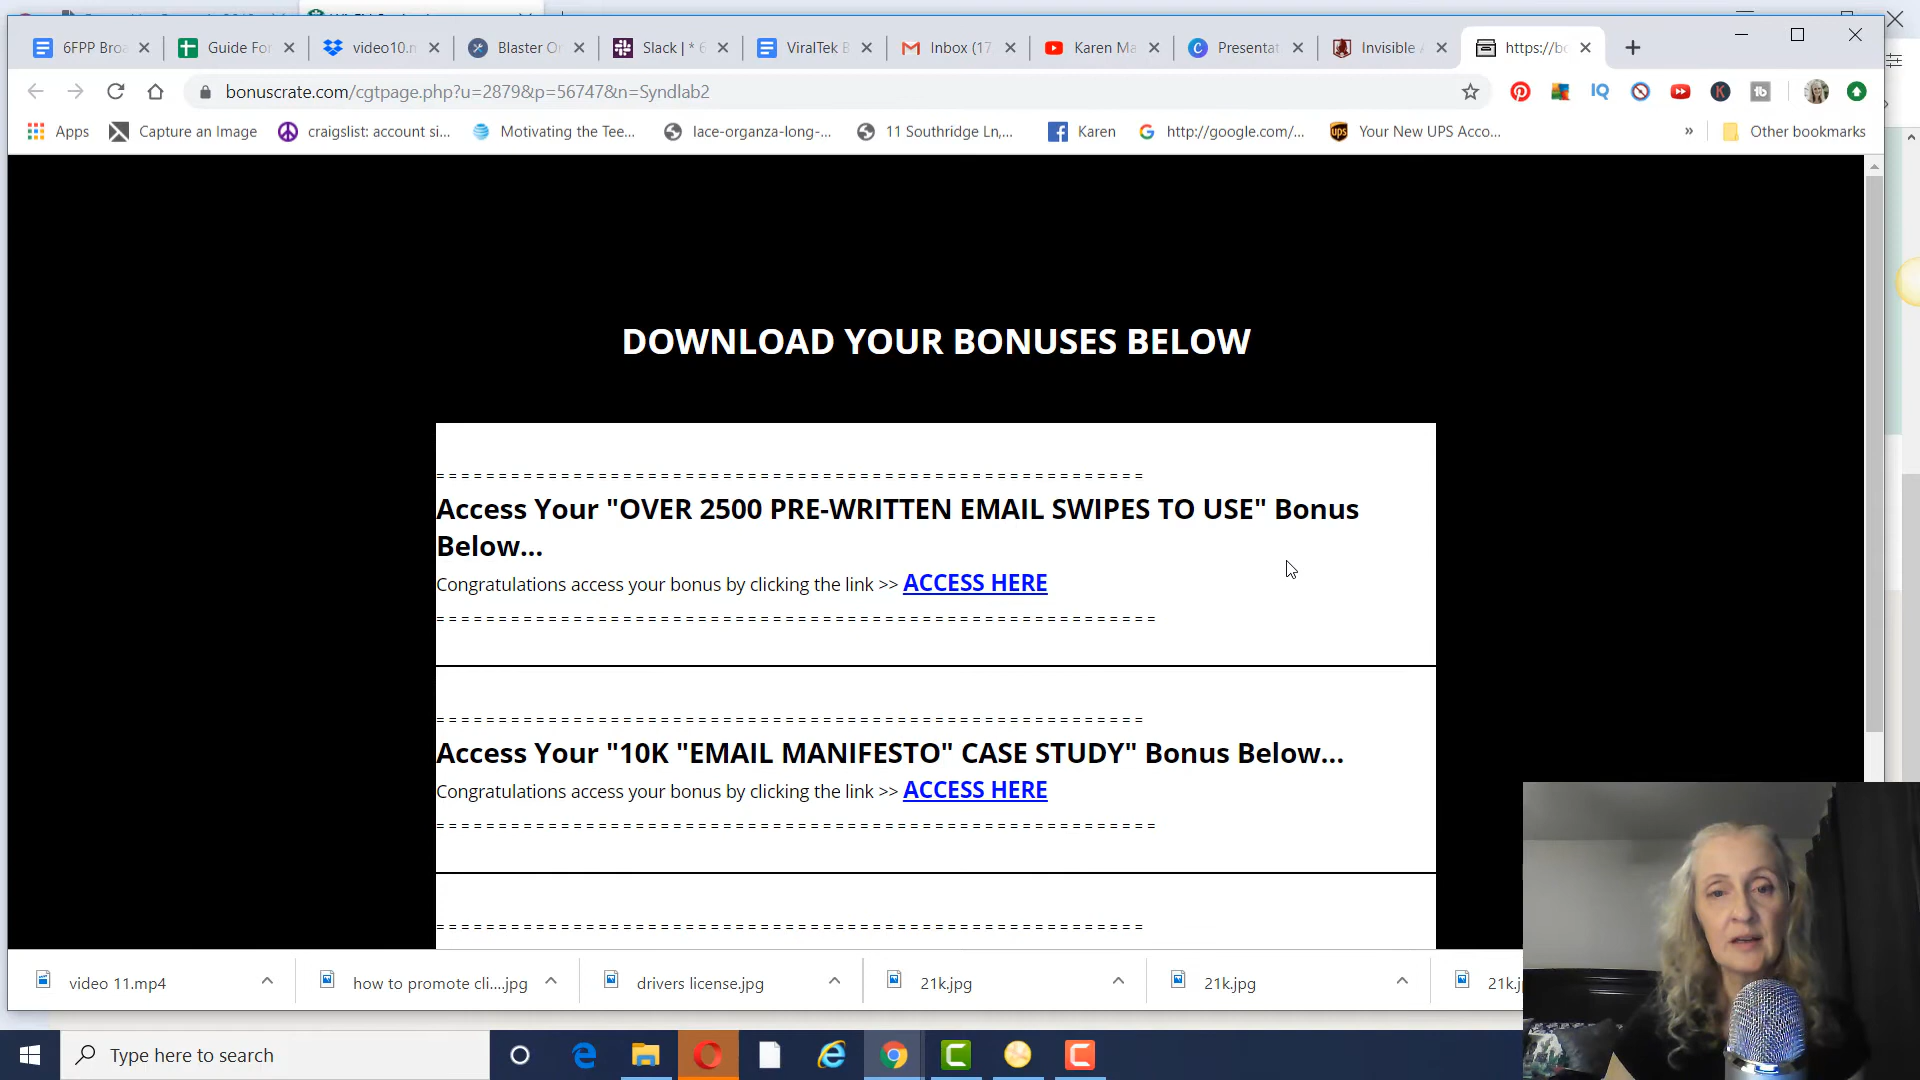 6FPP Bro
Guide For
video10.m
Blaster O
Slack | * 6
ViralTek B
Inbox (17
Karen Ma
Presentat
Invisible
https://bo
bonuscrate.com/cgtpage.php?u=2879&p=56747&n=Syndlab2
Apps
Capture an Image
craigslist: account si...
Motivating the Tee...
lace-organza-long-...
11 Southridge Ln,...
Karen
http://google.com/...
Your New UPS Acco...
»
Other bookmarks
DOWNLOAD YOUR BONUSES BELOW
=========================================================
Access Your "OVER 2500 PRE-WRITTEN EMAIL SWIPES TO USE" Bonus
Below...
Congratulations access your bonus by clicking the link >> ACCESS HERE
==========================================================
=========================================================
Access Your "10K "EMAIL MANIFESTO" CASE STUDY" Bonus Below...
Congratulations access your bonus by clicking the link >> ACCESS HERE
==========================================================
=========================================================
video 11.mp4
how to promote cli....jpg
drivers license.jpg
21k.jpg
21k.jpg
21k.j
Type here to search